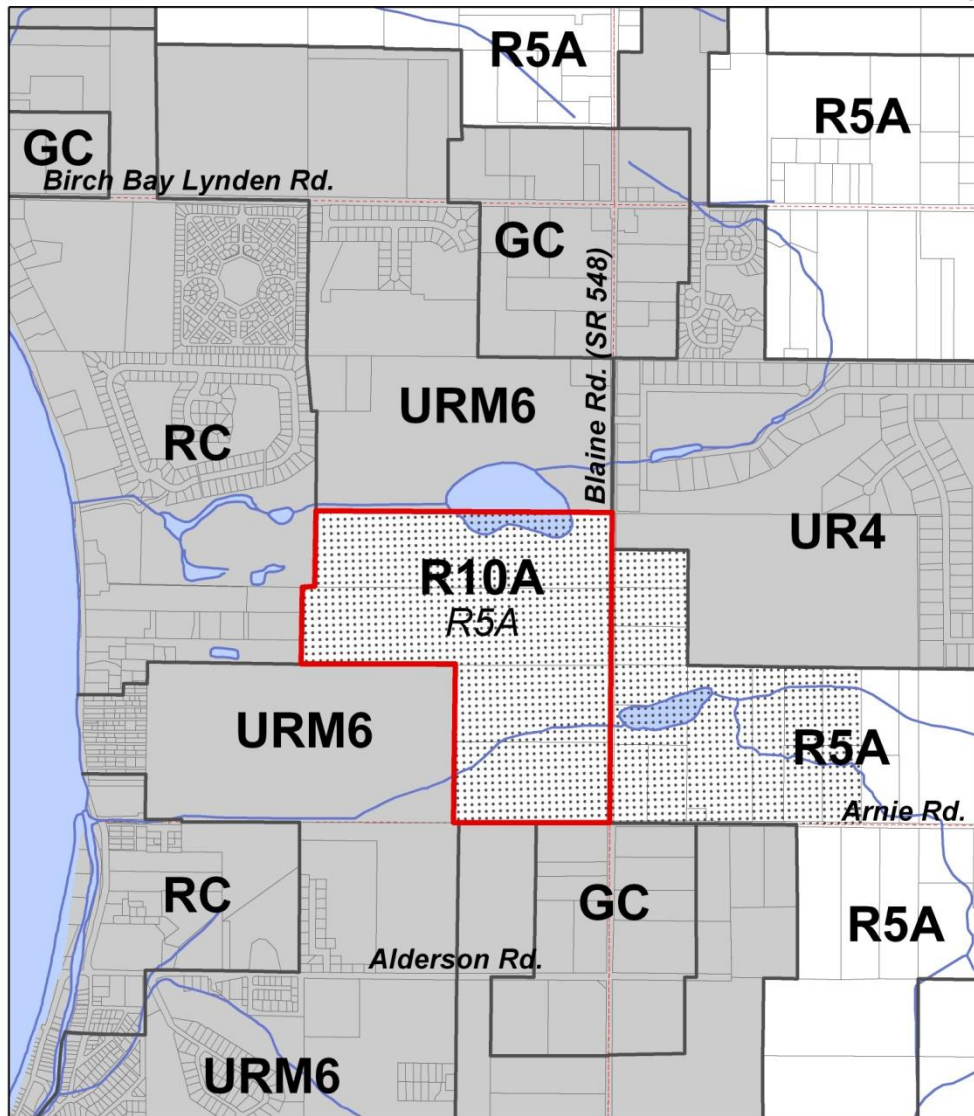 R5A
R5A
GC
Birch Bay Lynden Rd.
GC
Blaine Rd. (SR 548)
URM6
RC
UR4
R10A
R5A
URM6
R5A
Arnie Rd.
RC
GC
R5A
Alderson Rd.
URM6